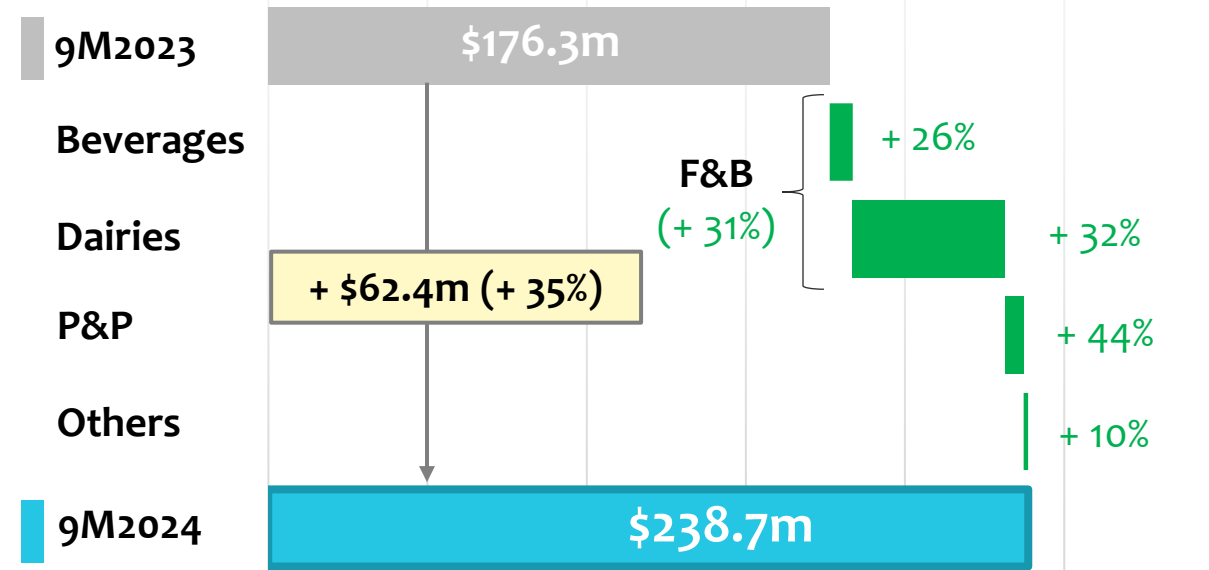 9M2023
$176.3m
Beverages
+ 26%
F&B
(+ 31%)
Dairies
+ 32%
+ $62.4m (+ 35%)
P&P
+ 44%
Others
+ 10%
9M2024
$238.7m